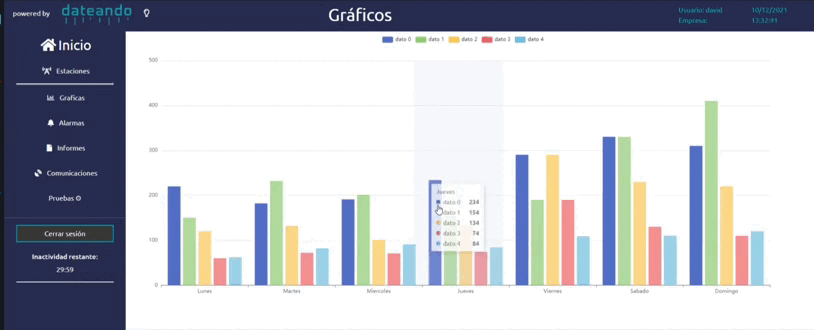 powered by dateando
Gráficos
Usuario: david 10/12/2021
Empresa: 13:32:41
Inicio
Estaciones
Graficas
Alarmas
Informes
Comunicaciones
Pruebas
Cerrar sesión
Inactividad restante:
29:59
dato 0 dato 1 dato 2 dato 3 dato 4
500
400
300
200
100
0
Jueves
dato 0 234
dato 1 154
dato 2 134
dato 3 74
dato 4 84
Lunes Martes Miercoles Jueves Viernes Sabado Domingo